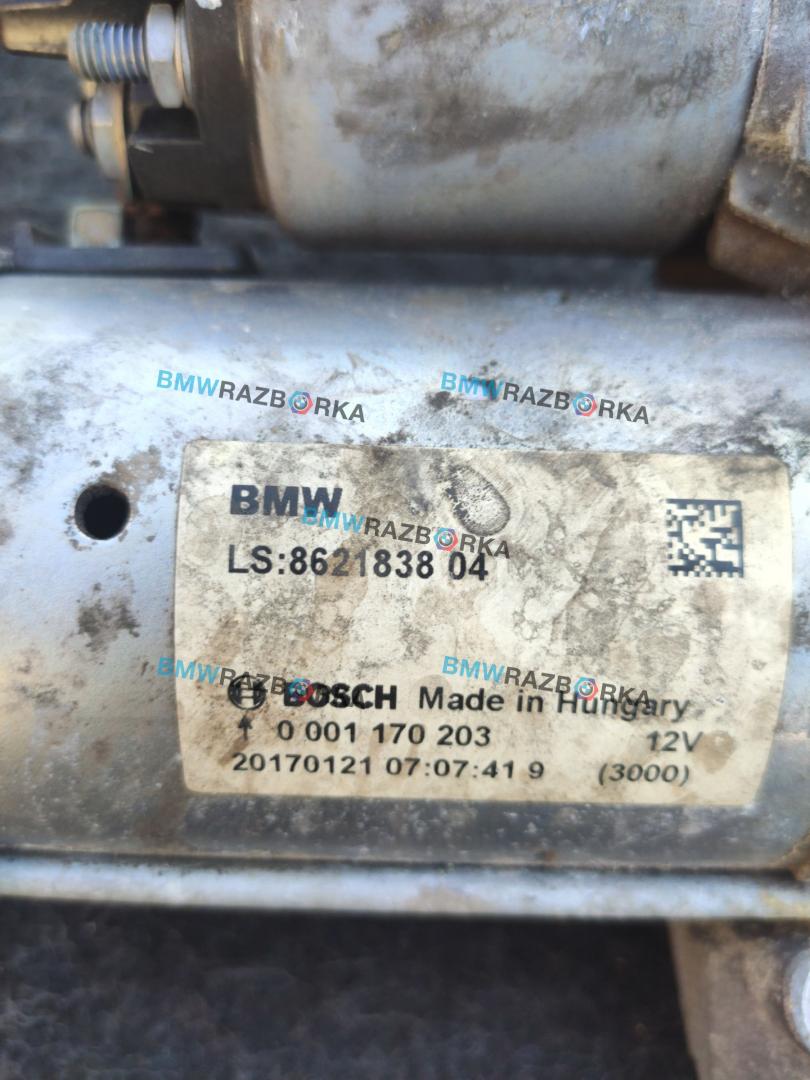 BMWRAZBORKA
BMWRAZBORKA
BMW
BMWRAZBORKA
LS:8621838 04
BMWRAZBORKA
BMWRAZBORKA
BOSCH Made in Hungary
0 001 170 203 12V
20170121 07:07:41 9 (3000)